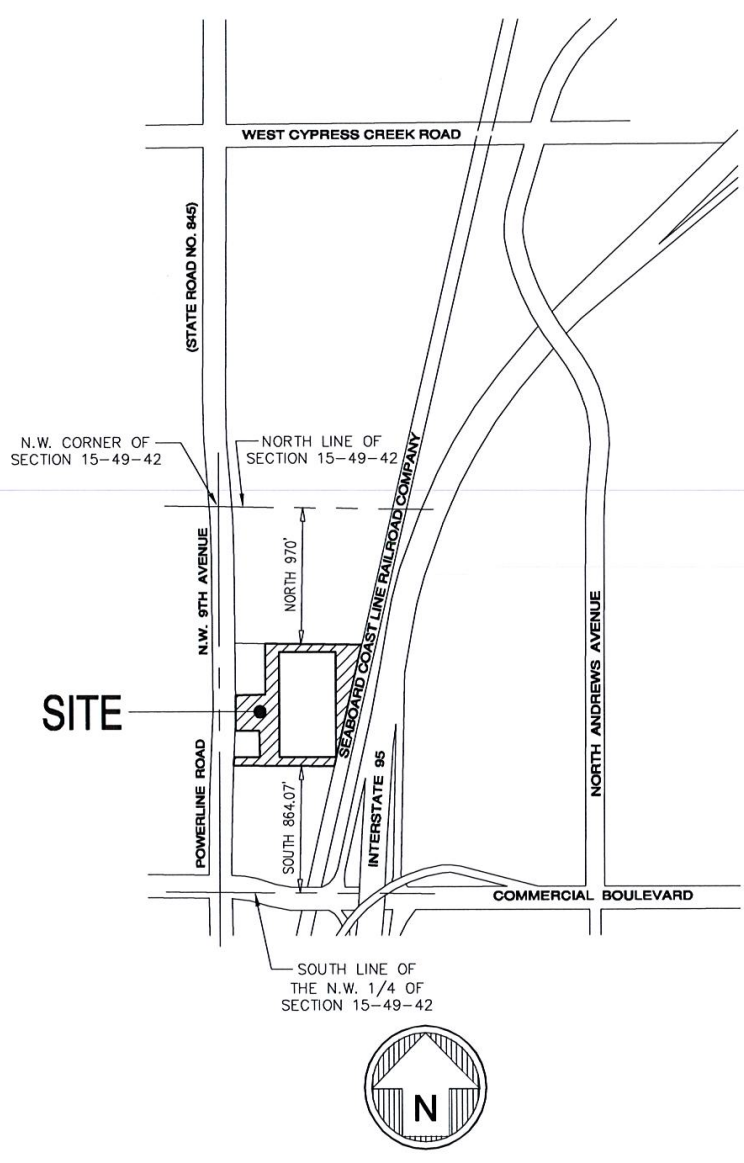 WEST CYPRESS CREEK ROAD
(STATE ROAD NO. 845)
N.W. CORNER OF
SECTION 15-49-42
NORTH LINE OF
SECTION 15-49-42
SEABOARD COAST LINE RAILROAD COMPANY
N.W. 9TH AVENUE
NORTH 970'
NORTH ANDREWS AVENUE
SITE
POWERLINE ROAD
SOUTH 864.07'
INTERSTATE 95
COMMERCIAL BOULEVARD
SOUTH LINE OF
THE N.W. 1/4 OF
SECTION 15-49-42
N